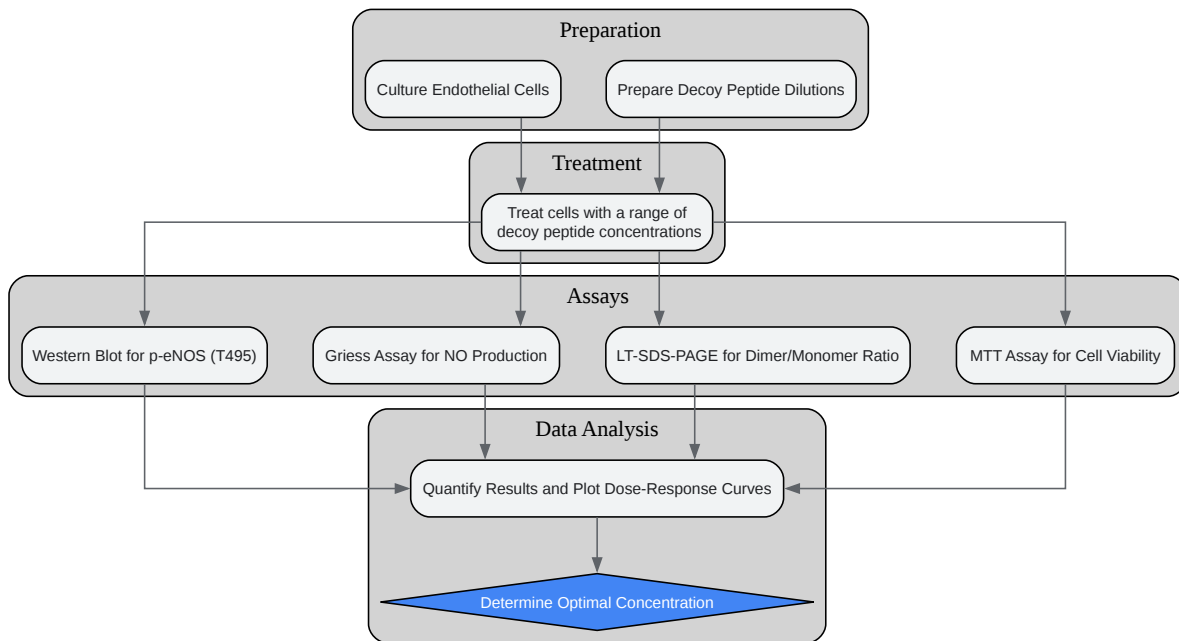 Preparation
Culture Endothelial Cells
Prepare Decoy Peptide Dilutions
Treatment
Treat cells with a range of
decoy peptide concentrations
Assays
Western Blot for p-eNOS (T495)
Griess Assay for NO Production
LT-SDS-PAGE for Dimer/Monomer Ratio
MTT Assay for Cell Viability
Data Analysis
Quantify Results and Plot Dose-Response Curves
Determine Optimal Concentration